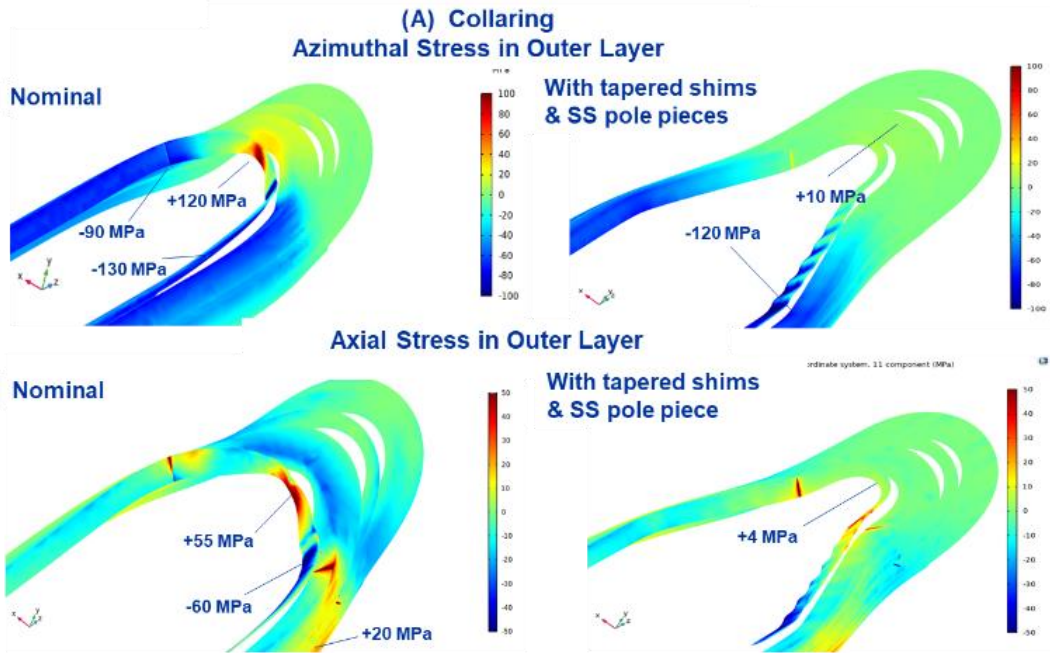 (A) Collaring
Azimuthal Stress in Outer Layer
Nominal
100
80
60
40
20
0
-20
-40
-60
-80
-100
+120 MPa
-90 MPa
-130 MPa
x
y
z
With tapered shims
& SS pole pieces
100
80
60
40
20
0
-20
-40
-60
-80
-100
+10 MPa
-120 MPa
x
y
z
Axial Stress in Outer Layer
Nominal
50
40
30
20
10
0
-10
-20
-30
-40
-50
+55 MPa
-60 MPa
+20 MPa
x
y
z
rdinate system, 11 component (MPa)
With tapered shims
& SS pole piece
50
40
30
20
10
0
-10
-20
-30
-40
-50
+4 MPa
x
y
z